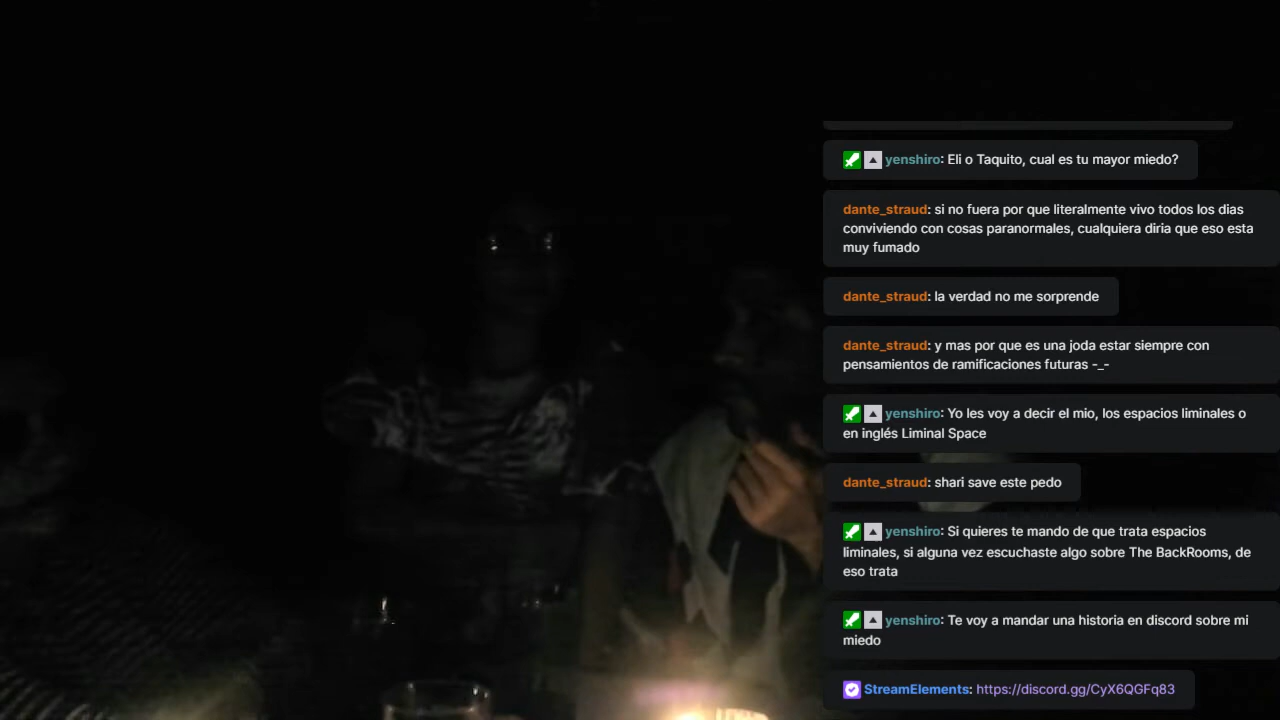 yenshiro: Eli o Taquito, cual es tu mayor miedo?
dante_straud: si no fuera por que literalmente vivo todos los dias
conviviendo con cosas paranormales, cualquiera diria que eso esta
muy fumado
dante_straud: la verdad no me sorprende
dante_straud: y mas por que es una joda estar siempre con
pensamientos de ramificaciones futuras -_-
yenshiro: Yo les voy a decir el mio, los espacios liminales o
en inglés Liminal Space
dante_straud: shari save este pedo
yenshiro: Si quieres te mando de que trata espacios
liminales, si alguna vez escuchaste algo sobre The BackRooms, de
eso trata
yenshiro: Te voy a mandar una historia en discord sobre mi
miedo
StreamElements: https://discord.gg/CyX6QGFq83